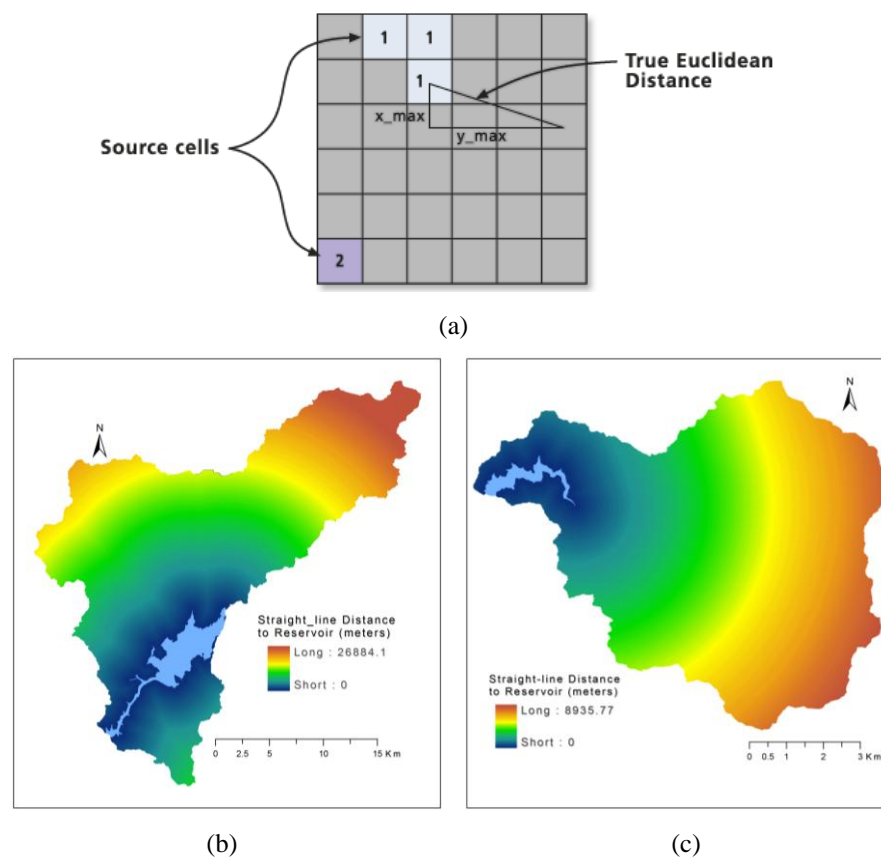 1 1
1
True Euclidean
Distance
x_max
y_max
Source cells
2
(a)
N
Straight_line Distance
to Reservoir (meters)
Long : 26884.1
Short : 0
0 2.5 5 10 15 Km
N
Straight-line Distance
to Reservoir (meters)
Long : 8935.77
Short : 0
0 0.5 1 2 3 Km
(b) (c)